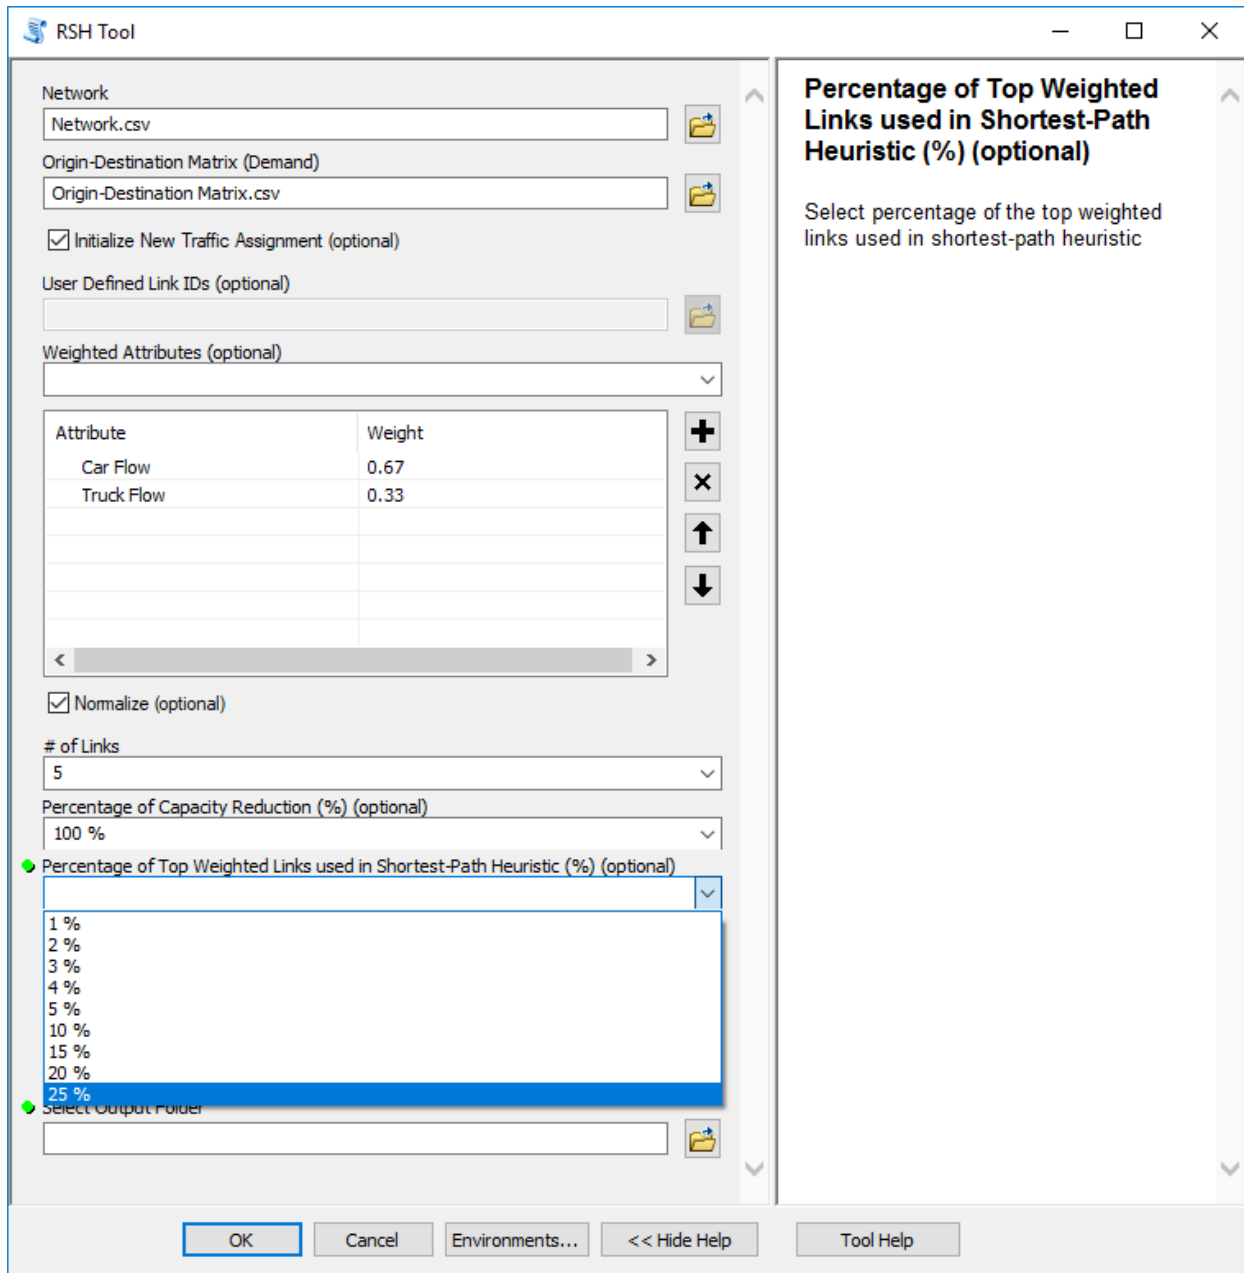 RSH Tool
Network
Network.csv
Origin-Destination Matrix (Demand)
Origin-Destination Matrix.csv
Initialize New Traffic Assignment (optional)
User Defined Link IDs (optional)
Weighted Attributes (optional)
Attribute Weight
Car Flow 0.67
Truck Flow 0.33
Normalize (optional)
# of Links
5
Percentage of Capacity Reduction (%) (optional)
100 %
Percentage of Top Weighted Links used in Shortest-Path Heuristic (%) (optional)
1 %
2 %
3 %
4 %
5 %
10 %
15 %
20 %
25 %
Select Output Folder
OK Cancel Environments... << Hide Help Tool Help
Percentage of Top Weighted
Links used in Shortest-Path
Heuristic (%) (optional)
Select percentage of the top weighted
links used in shortest-path heuristic